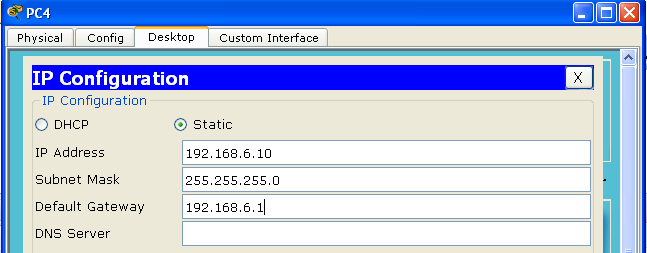 PC4
Physical Config Desktop Custom Interface
IP Configuration X
IP Configuration
DHCP Static
IP Address 192.168.6.10
Subnet Mask 255.255.255.0
Default Gateway 192.168.6.1
DNS Server